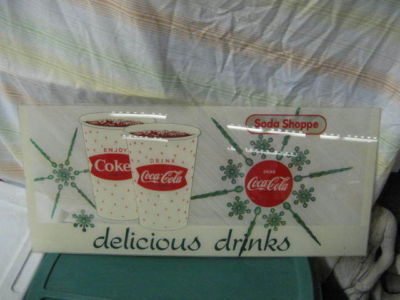 Soda Shoppe
ENJOY
Coke
DRINK
Coca-Cola
DRINK
Coca-Cola
delicious drinks